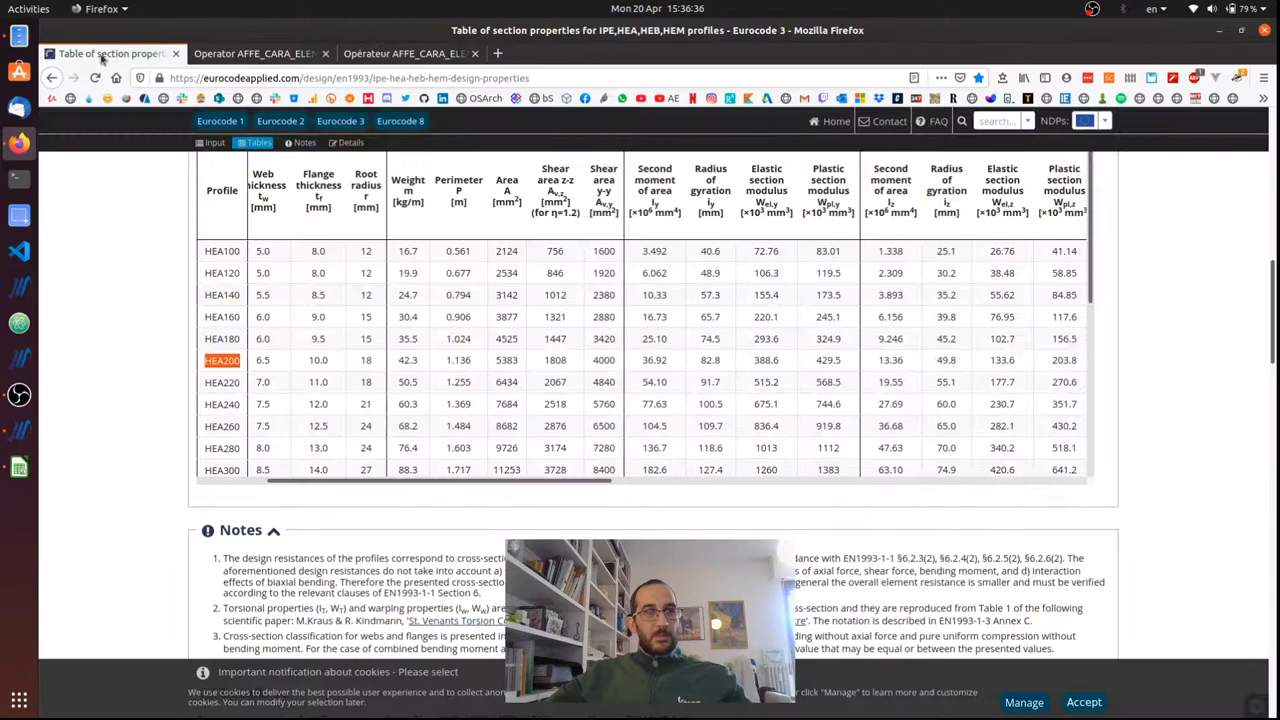 Activities
Firefox
Mon 20 Apr 15:36:36
en
79 %
Table of section properties for IPE,HEA,HEB,HEM profiles - Eurocode 3 - Mozilla Firefox
Table of section propert
Operator AFFE_CARA_ELEM
Opérateur AFFE_CARA_ELE
https://eurocodeapplied.com/design/en1993/ipe-hea-heb-hem-design-properties
OSArch
bS
AE
Eurocode 1
Eurocode 2
Eurocode 3
Eurocode 8
Home
Contact
FAQ
search...
NDPs:
Input
Tables
Notes
Details
Profile
Web thickness tw [mm]
Flange thickness tf [mm]
Root radius r [mm]
Weight m [kg/m]
Perimeter P [m]
Area A [mm²]
Shear area z-z Av,z [mm²] (for η=1.2)
Shear area y-y Av,y [mm²]
Second moment of area Iy [×10⁶ mm⁴]
Radius of gyration iy [mm]
Elastic section modulus Wel,y [×10³ mm³]
Plastic section modulus Wpl,y [×10³ mm³]
Second moment of area Iz [×10⁶ mm⁴]
Radius of gyration iz [mm]
Elastic section modulus Wel,z [×10³ mm³]
Plastic section modulus Wpl,z [×10³ mm³
HEA100 5.0 8.0 12 16.7 0.561 2124 756 1600 3.492 40.6 72.76 83.01 1.338 25.1 26.76 41.14
HEA120 5.0 8.0 12 19.9 0.677 2534 846 1920 6.062 48.9 106.3 119.5 2.309 30.2 38.48 58.85
HEA140 5.5 8.5 12 24.7 0.794 3142 1012 2380 10.33 57.3 155.4 173.5 3.893 35.2 55.62 84.85
HEA160 6.0 9.0 15 30.4 0.906 3877 1321 2880 16.73 65.7 220.1 245.1 6.156 39.8 76.95 117.6
HEA180 6.0 9.5 15 35.5 1.024 4525 1447 3420 25.10 74.5 293.6 324.9 9.246 45.2 102.7 156.5
HEA200 6.5 10.0 18 42.3 1.136 5383 1808 4000 36.92 82.8 388.6 429.5 13.36 49.8 133.6 203.8
HEA220 7.0 11.0 18 50.5 1.255 6434 2067 4840 54.10 91.7 515.2 568.5 19.55 55.1 177.7 270.6
HEA240 7.5 12.0 21 60.3 1.369 7684 2518 5760 77.63 100.5 675.1 744.6 27.69 60.0 230.7 351.7
HEA260 7.5 12.5 24 68.2 1.484 8682 2876 6500 104.5 109.7 836.4 919.8 36.68 65.0 282.1 430.2
HEA280 8.0 13.0 24 76.4 1.603 9726 3174 7280 136.7 118.6 1013 1112 47.63 70.0 340.2 518.1
HEA300 8.5 14.0 27 88.3 1.717 11253 3728 8400 182.6 127.4 1260 1383 63.10 74.9 420.6 641.2
Notes
1. The design resistances of the profiles correspond to cross-secti
dance with EN1993-1-1 §6.2.3(2), §6.2.4(2), §6.2.5(2), §6.2.6(2). The
aforementioned design resistances do not take into account a)
s of axial force, shear force, bending moment, and d) interaction
effects of biaxial bending. Therefore the presented cross-section
general the overall element resistance is smaller and must be verified
according to the relevant clauses of EN1993-1-1 Section 6.
2. Torsional properties (IT, WT) and warping properties (Iw, Ww) are
ross-section and they are reproduced from Table 1 of the following
scientific paper: M.Kraus & R. Kindmann, 'St. Venants Torsion C
re'. The notation is described in EN1993-1-3 Annex C.
3. Cross-section classification for webs and flanges is presented in
ding without axial force and pure uniform compression without
bending moment. For the case of combined bending moment a
value that may be equal or between the presented values.
Important notification about cookies - Please select
We use cookies to deliver the best possible user experience and to collect anon
click "Manage" to learn more and customize
cookies. You can modify your selection later.
Manage
Accept